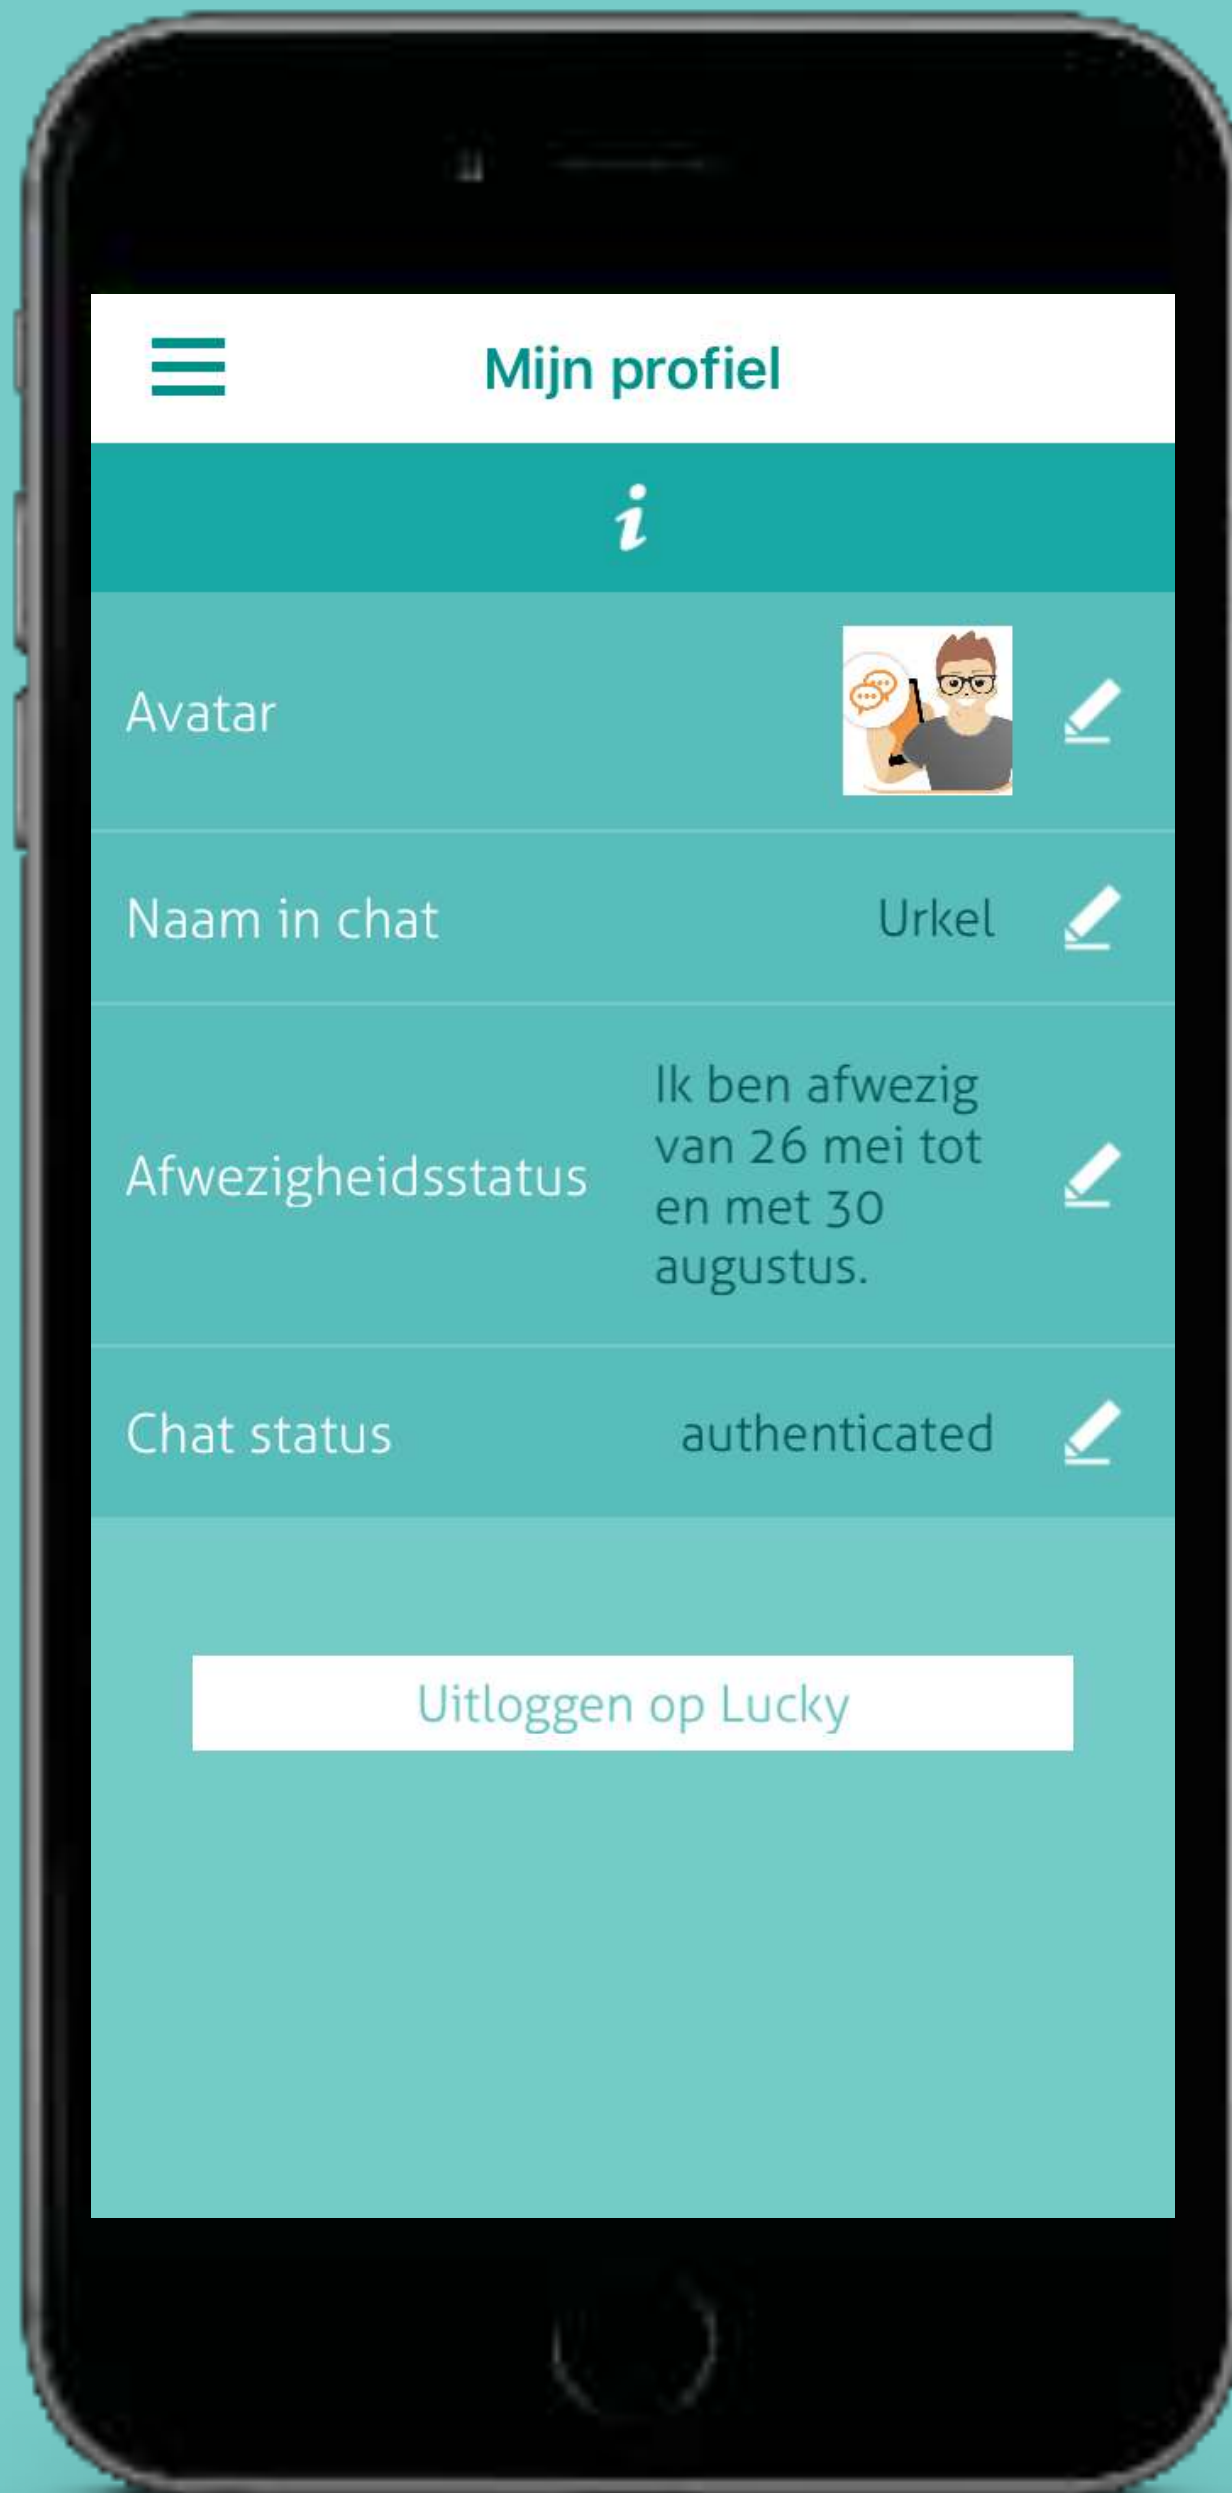 Mijn profiel
i
Avatar
Naam in chat Urkel
Afwezigheidsstatus
Ik ben afwezig
van 26 mei tot
en met 30
augustus.
Chat status authenticated
Uitloggen op Lucky